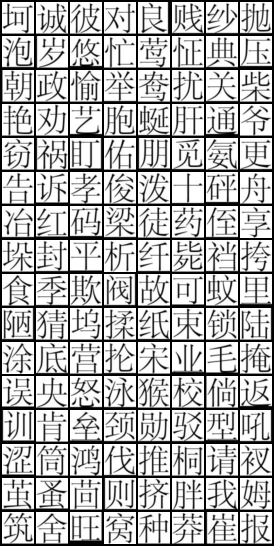 坷诚彼对良贱纱抛
泡岁悠忙莺怔典压
朝政愉举鸯扰关柴
艳劝艺胞蜒肝通爷
窃祸盯佑朋觅氨更
告诉孝俊泼十砰舟
冶红码梁徒药侄享
垛封平析纤毙裆挎
食季欺阀故可蚊里
陋猜坞揉纸束锁陆
涂底营抡宋业毛掩
误央怒泳猴校倘返
训肯垒颈勋驳型吼
涩筒鸿伐推桐请衩
茧蚤茴则挤胖我姆
筑舍旺窝种莽崔报